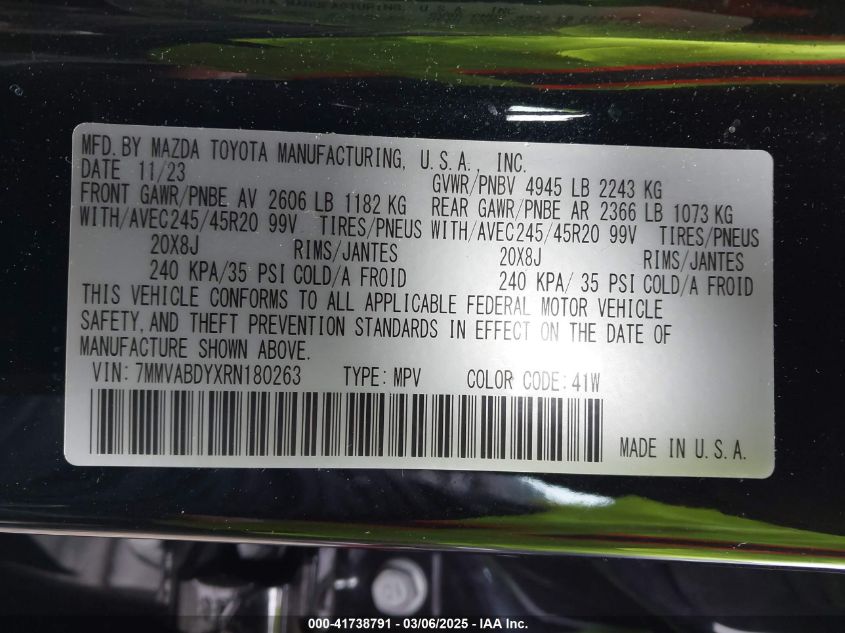 MFD. BY MAZDA TOYOTA MANUFACTURING, U.S.A., INC.
DATE 11/23 GVWR/PNBV 4945 LB 2243 KG
FRONT GAWR/PNBE AV 2606 LB 1182 KG REAR GAWR/PNBE AR 2366 LB 1073 KG
WITH/AVEC245/45R20 99V TIRES/PNEUS WITH/AVEC245/45R20 99V TIRES/PNEUS
20X8J RIMS/JANTES 20X8J RIMS/JANTES
240 KPA/35 PSI COLD/A FROID 240 KPA/ 35 PSI COLD/A FROID
THIS VEHICLE CONFORMS TO ALL APPLICABLE FEDERAL MOTOR VEHICLE
SAFETY, AND THEFT PREVENTION STANDARDS IN EFFECT ON THE DATE OF
MANUFACTURE SHOWN ABOVE.
VIN: 7MMVABDYXRN180263 TYPE: MPV COLOR CODE: 41W
MADE IN U.S.A.
000-41738791 - 03/06/2025 - IAA Inc.